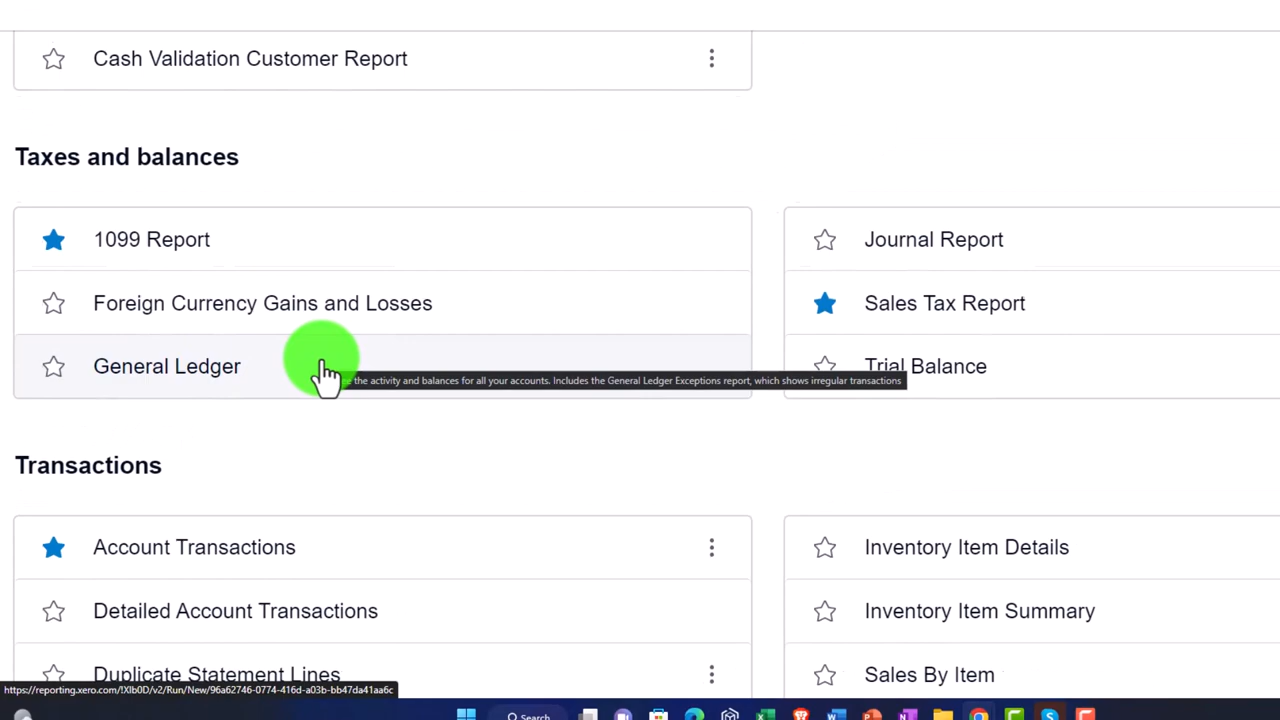 Cash Validation Customer Report
Taxes and balances
1099 Report
Journal Report
Foreign Currency Gains and Losses
Sales Tax Report
General Ledger
Trial Balance
the activity and balances for all your accounts. Includes the General Ledger Exceptions report, which shows irregular transactions
Transactions
Account Transactions
Inventory Item Details
Detailed Account Transactions
Inventory Item Summary
Duplicate Statement Lines
Sales By Item
Search